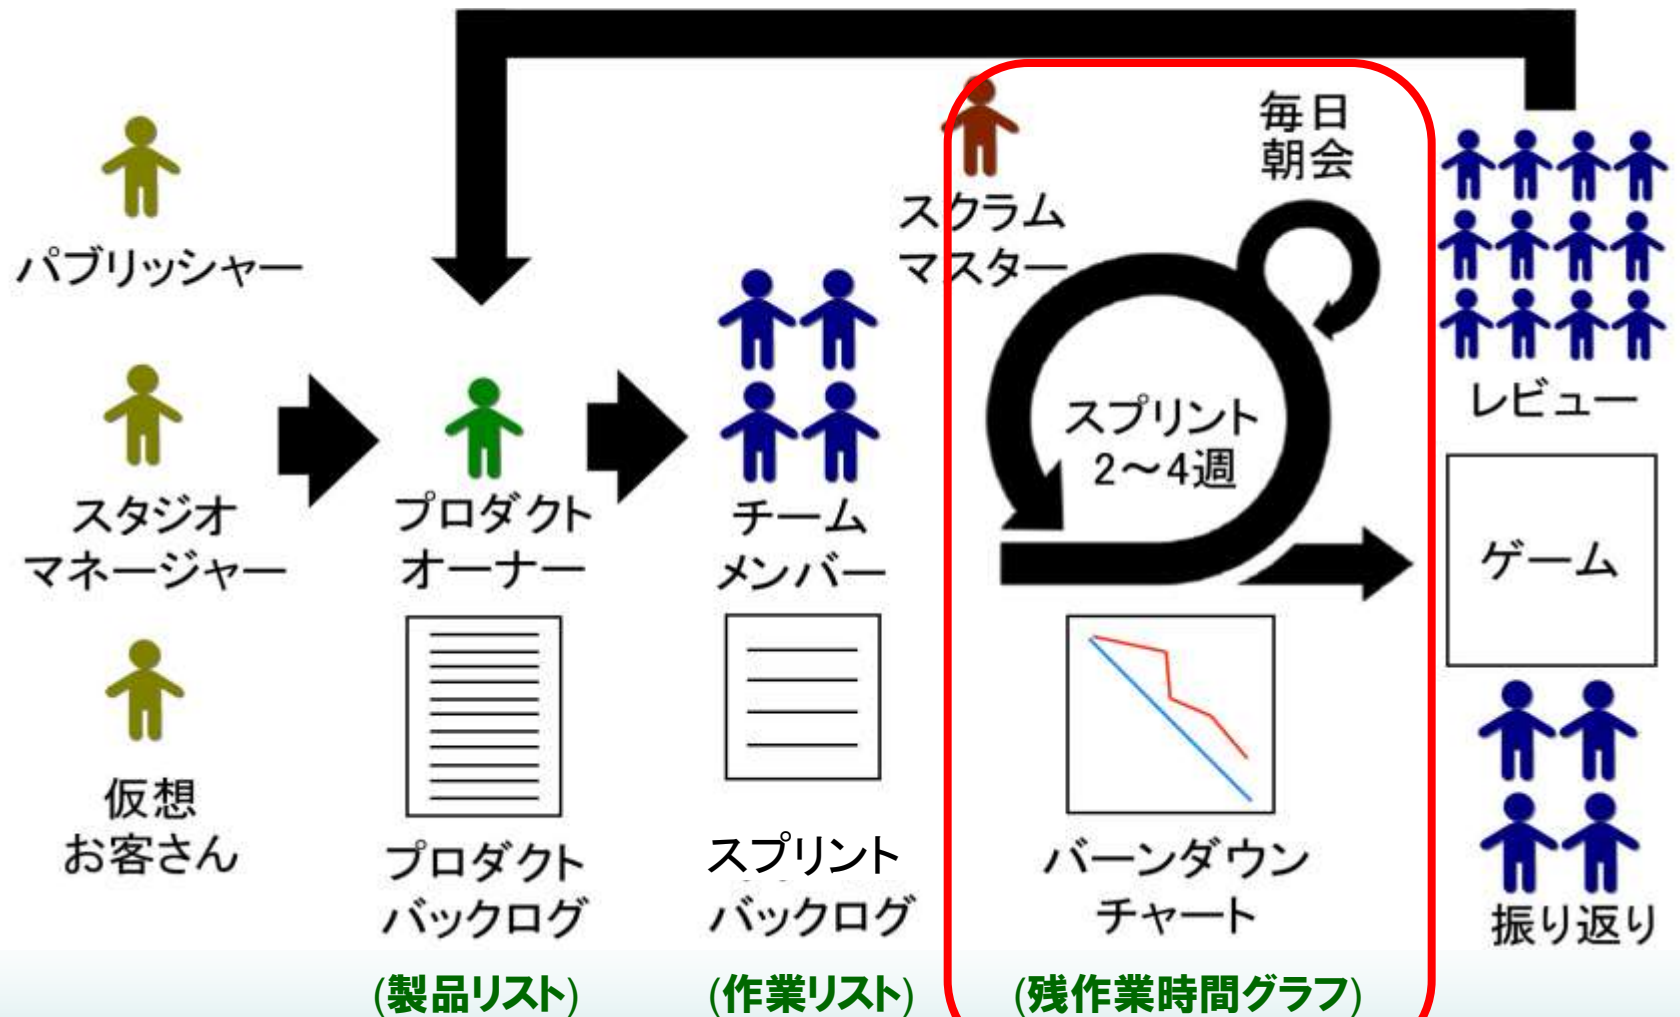 パブリッシャー
スタジオ
マネージャー
仮想
お客さん
プロダクト
オーナー
プロダクト
バックログ
(製品リスト)
チーム
メンバー
スプリント
バックログ
(作業リスト)
スクラム
マスター
毎日
朝会
スプリント
2～4週
バーンダウン
チャート
(残作業時間グラフ)
レビュー
ゲーム
振り返り